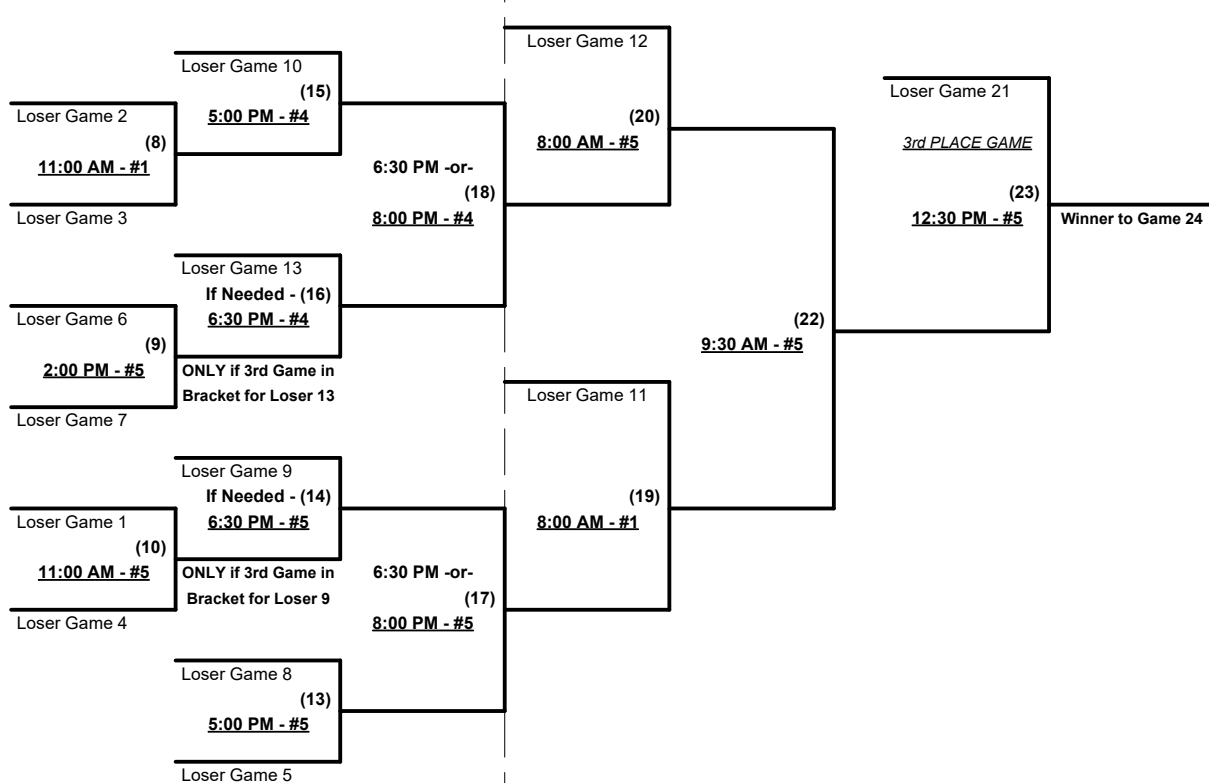 Loser Game 12
Loser Game 10
(15)
5:00 PM - #4
Loser Game 21
Loser Game 2
(8)
11:00 AM - #1
(20)
8:00 AM - #5
3rd PLACE GAME
6:30 PM -or-
(18)
8:00 PM - #4
(23)
12:30 PM - #5
Winner to Game 24
Loser Game 3
Loser Game 13
If Needed - (16)
6:30 PM - #4
Loser Game 6
(9)
2:00 PM - #5
(22)
9:30 AM - #5
ONLY if 3rd Game in
Bracket for Loser 13
Loser Game 11
Loser Game 7
Loser Game 9
If Needed - (14)
6:30 PM - #5
(19)
8:00 AM - #1
Loser Game 1
(10)
11:00 AM - #5
ONLY if 3rd Game in
Bracket for Loser 9
6:30 PM -or-
(17)
8:00 PM - #5
Loser Game 4
Loser Game 8
(13)
5:00 PM - #5
Loser Game 5